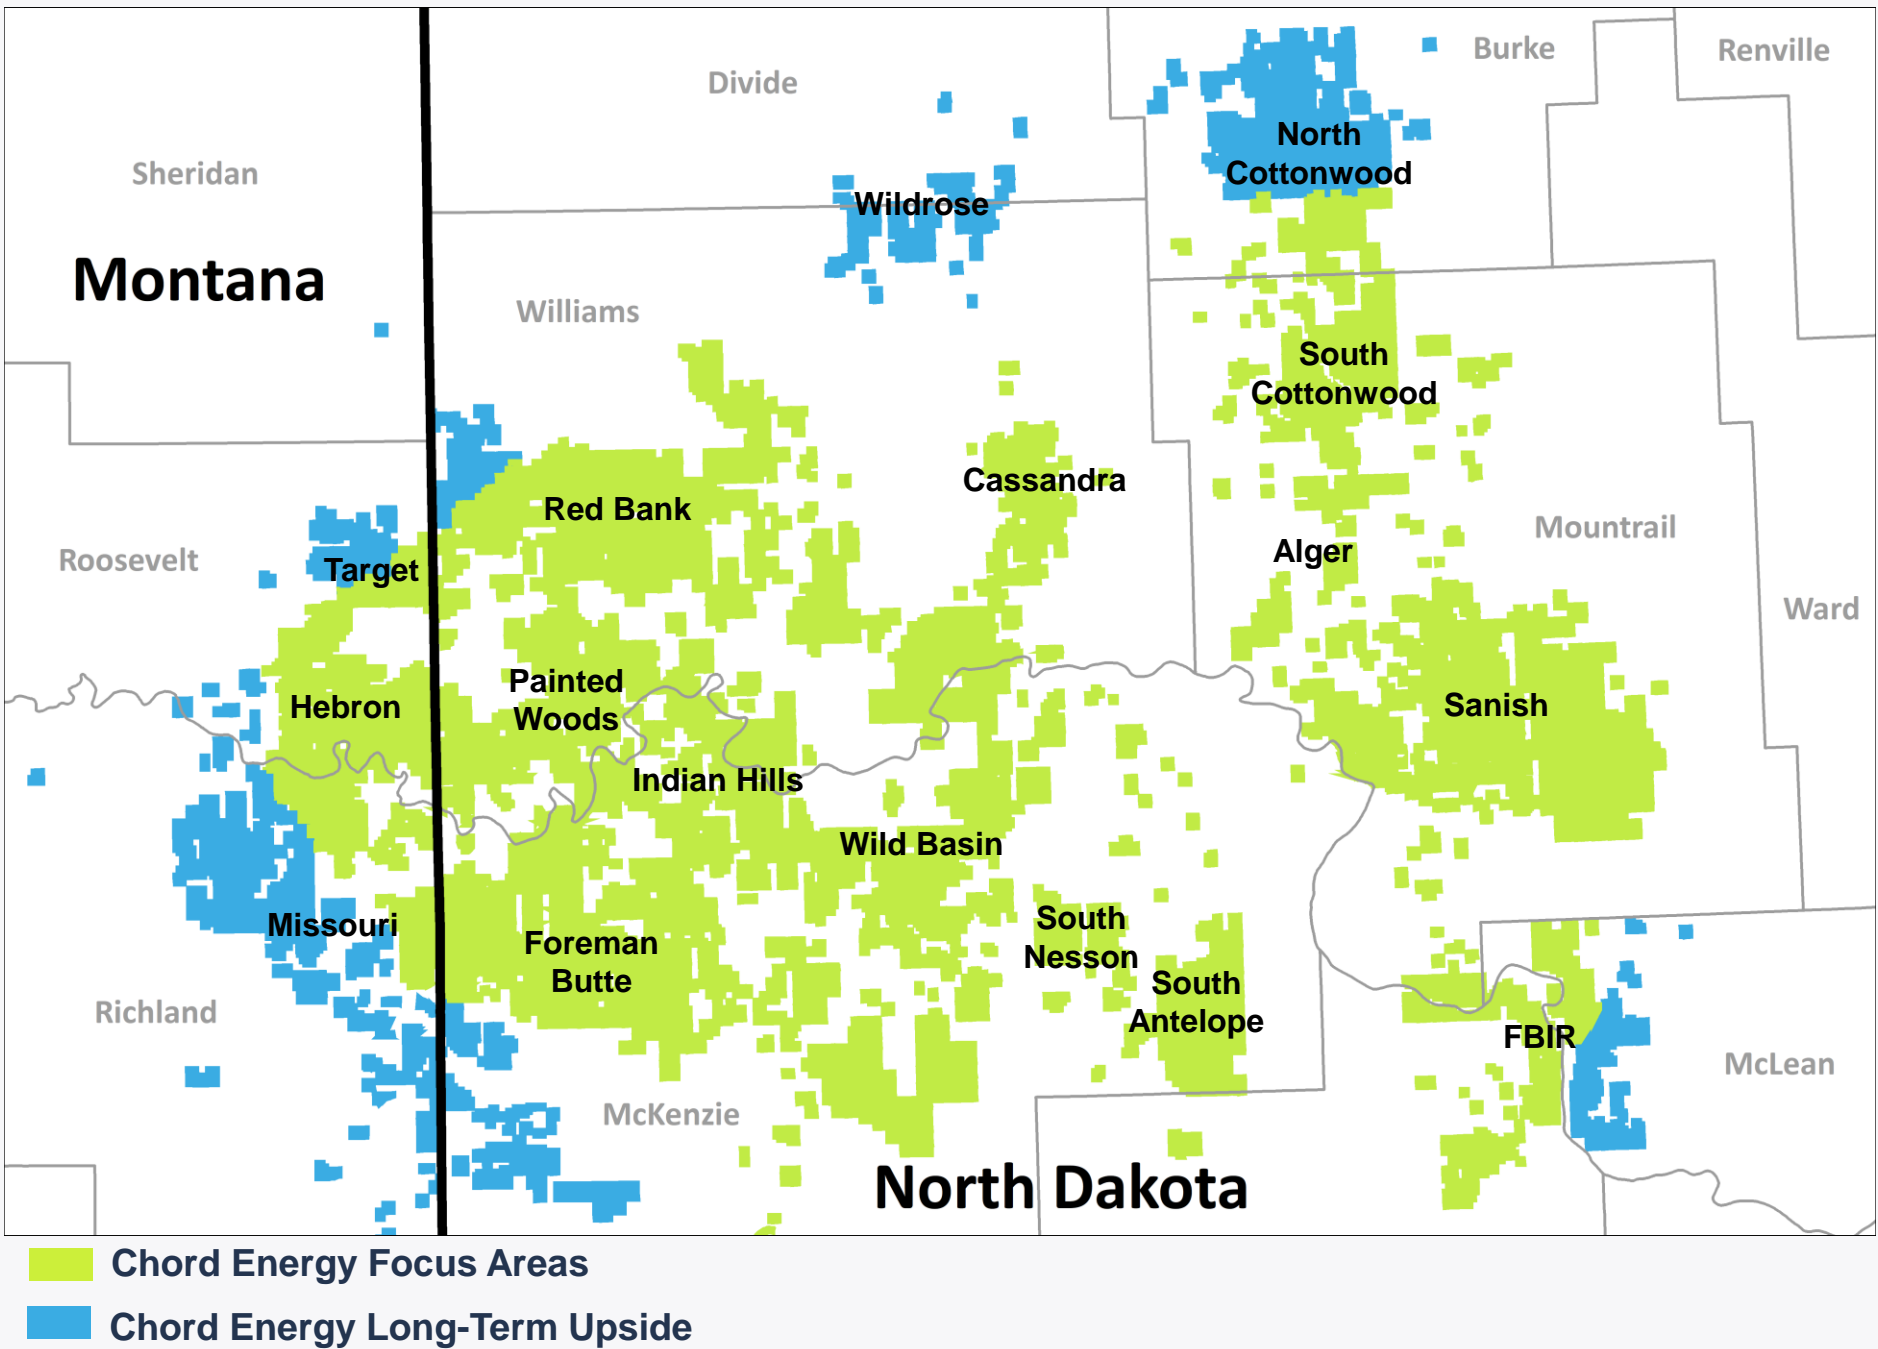 Burke
Renville
Divide
North
Cottonwood
Sheridan
Wildrose
Montana
Williams
South
Cottonwood
Cassandra
Red Bank
Mountrail
Alger
Roosevelt
Target
Ward
Painted
Woods
Hebron
Sanish
Indian Hills
Wild Basin
South
Nesson
Missouri
Foreman
Butte
South
Antelope
Richland
FBIR
McLean
McKenzie
North Dakota
Chord Energy Focus Areas
Chord Energy Long-Term Upside